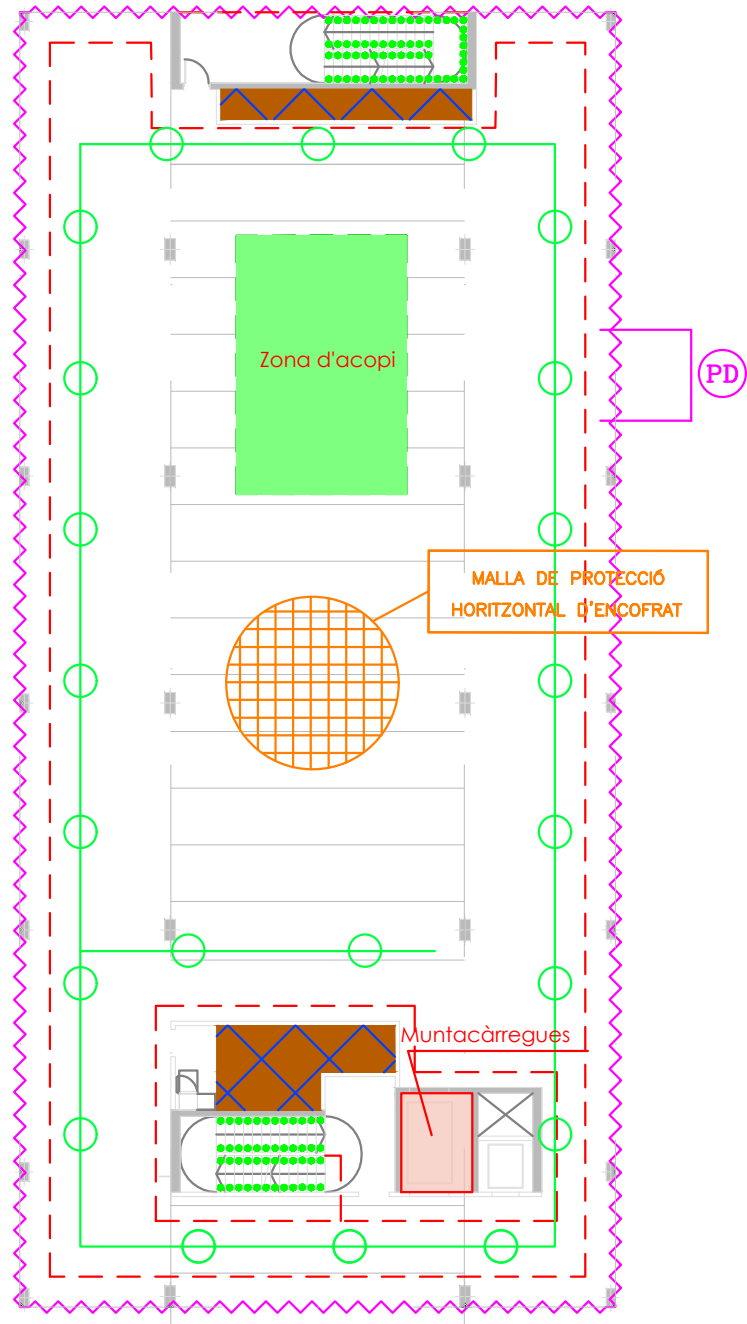 Zona d'acopi
PD
MALLA DE PROTECCIÓ
HORITZONTAL D'ENCOFRAT
Muntacàrregues